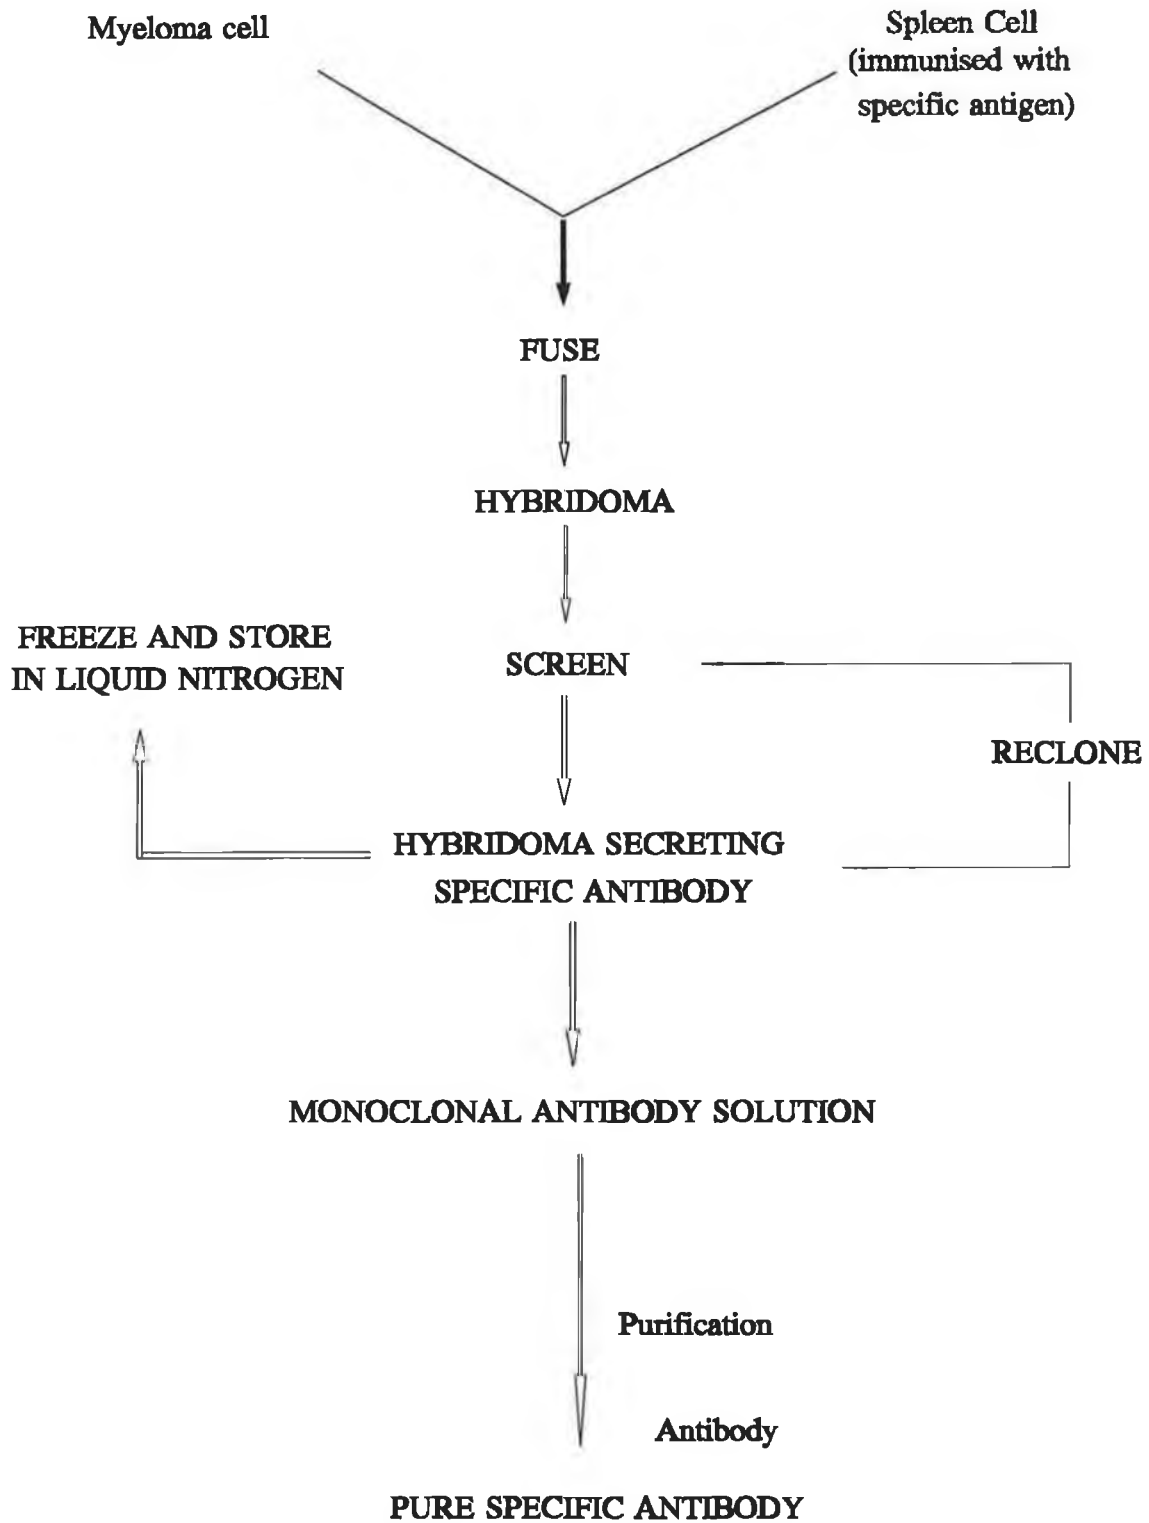 Myeloma cell
Spleen Cell
(immunised with
specific antigen)
FUSE
HYBRIDOMA
FREEZE AND STORE
IN LIQUID NITROGEN
SCREEN
RECLONE
HYBRIDOMA SECRETING
SPECIFIC ANTIBODY
MONOCLONAL ANTIBODY SOLUTION
Purification
Antibody
PURE SPECIFIC ANTIBODY